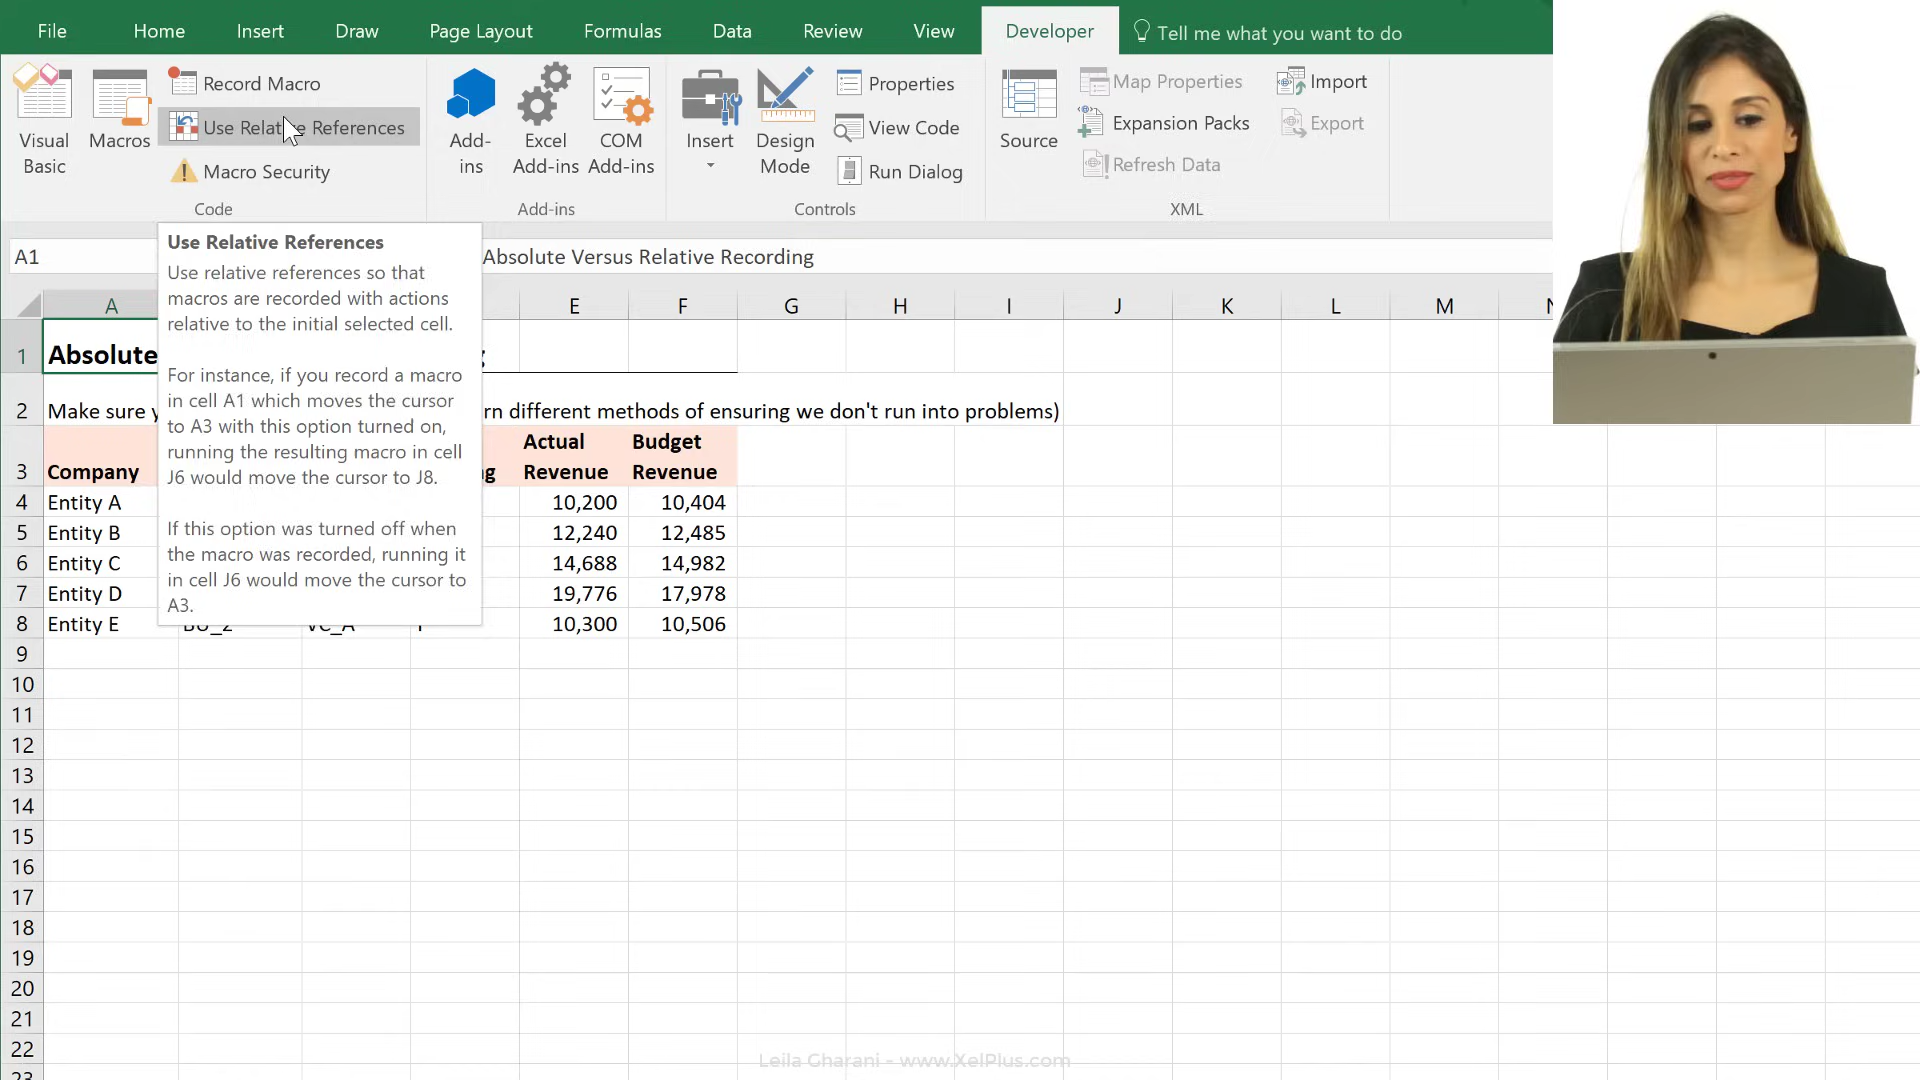 File Home Insert Draw Page Layout Formulas Data Review View Developer Tell me what you want to do
Visual Basic
Macros
Record Macro
Use Relative References
Macro Security
Code
Add-ins
Excel Add-ins
COM Add-ins
Add-ins
Insert
Design Mode
Properties
View Code
Run Dialog
Controls
Source
Map Properties
Expansion Packs
Refresh Data
Import
Export
XML
A1
Absolute Versus Relative Recording
Use Relative References
Use relative references so that
macros are recorded with actions
relative to the initial selected cell.
For instance, if you record a macro
in cell A1 which moves the cursor
to A3 with this option turned on,
running the resulting macro in cell
J6 would move the cursor to J8.
If this option was turned off when
the macro was recorded, running it
in cell J6 would move the cursor to
A3.
A E F G H I J K L M
1 Absolute
2 Make sure rn different methods of ensuring we don't run into problems)
3 Company Actual Revenue Budget Revenue
4 Entity A 10,200 10,404
5 Entity B 12,240 12,485
6 Entity C 14,688 14,982
7 Entity D 19,776 17,978
8 Entity E 10,300 10,506
9
10
11
12
13
14
15
16
17
18
19
20
21
22
23
Leila Gharani - www.XelPlus.com